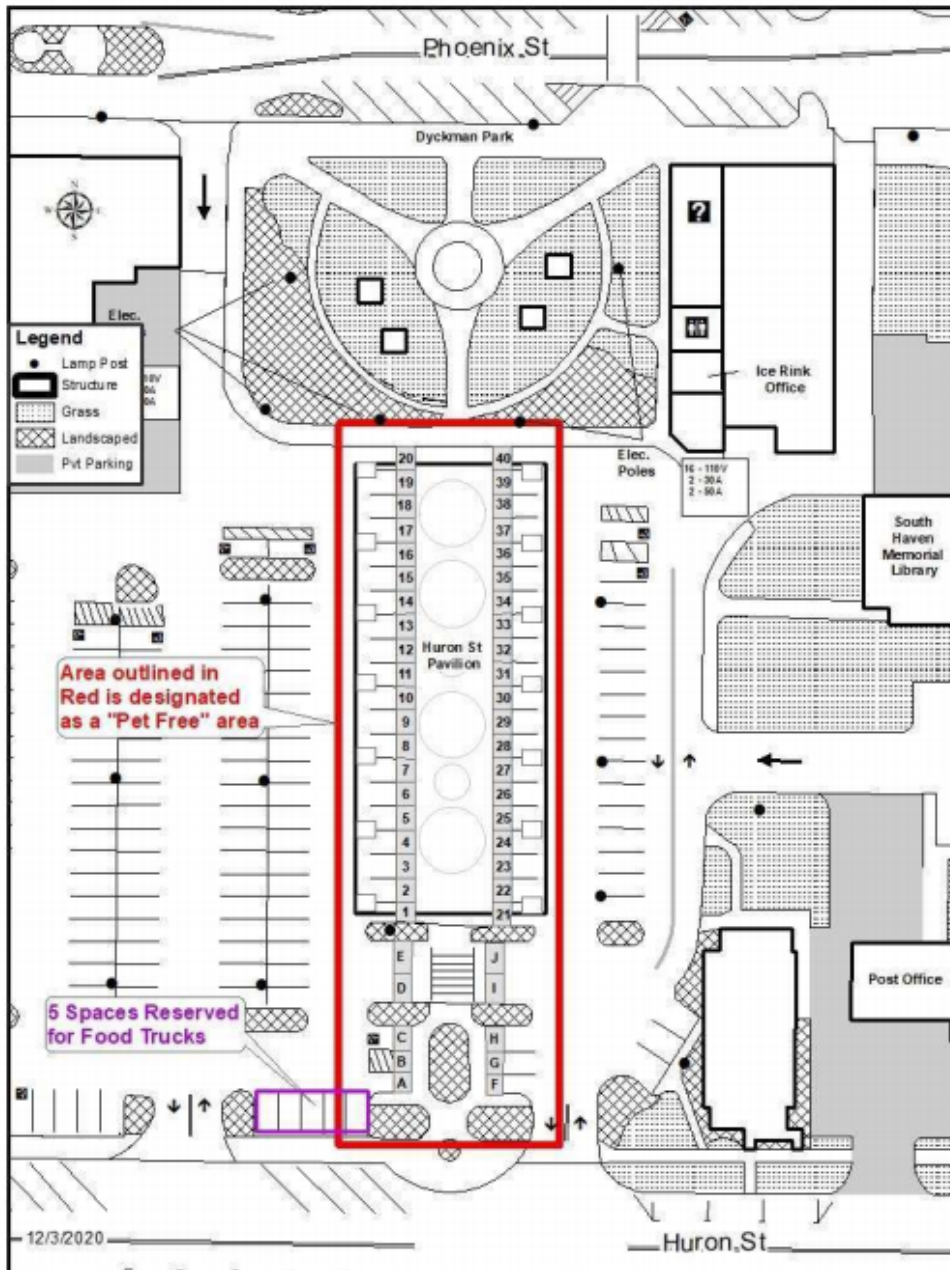 Phoenix St
Dyckman Park
N
W
S
?
Elec.
Legend
Lamp Post
Structure
Grass
Landscaped
Pvt Parking
Ice Rink
Office
Elec.
Poles
16 - 110V
2 - 30A
2 - 50A
South
Haven
Memorial
Library
20 40
19 39
18 38
17 37
16 36
15 35
14 34
13 33
12 32
11 31
10 30
9 29
8 28
7 27
6 26
5 25
4 24
3 23
2 22
1 21
Huron St
Pavilion
Area outlined in
Red is designated
as a "Pet Free" area
E J
D I
C H
B G
A F
5 Spaces Reserved
for Food Trucks
Post Office
12/3/2020
Huron St